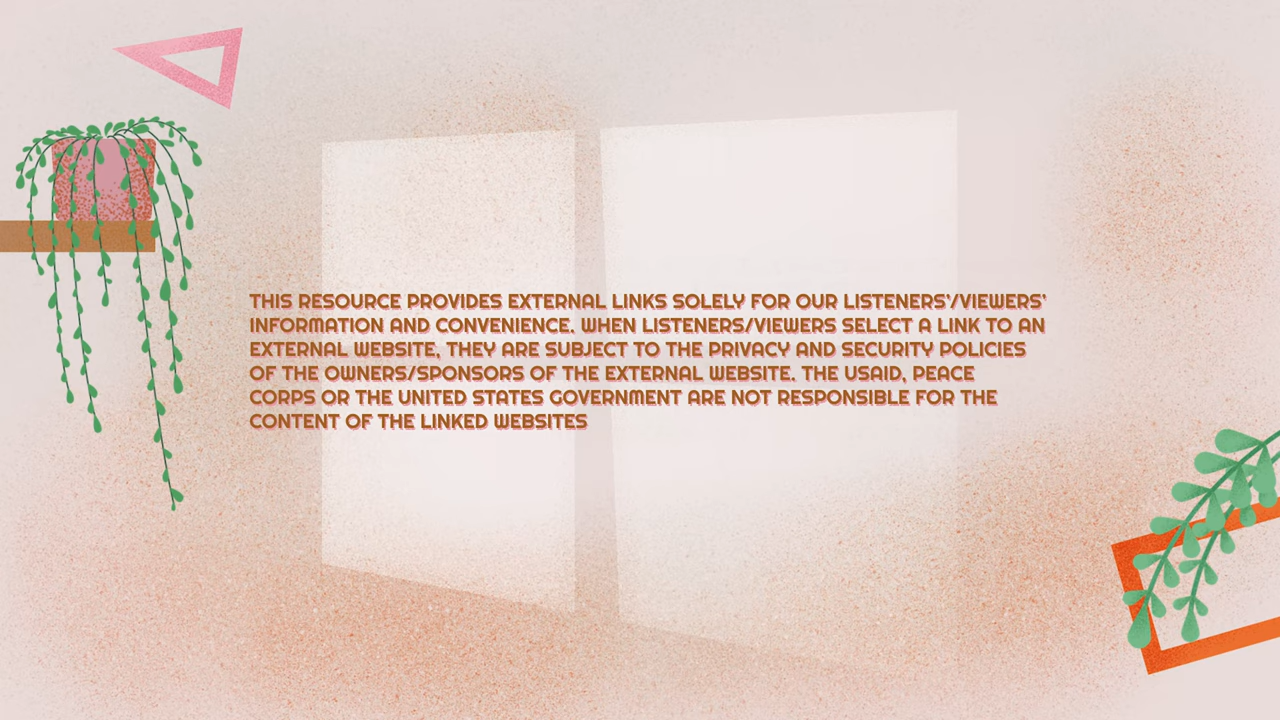 THIS RESOURCE PROVIDES EXTERNAL LINKS SOLELY FOR OUR LISTENERS'/VIEWERS'
INFORMATION AND CONVENIENCE. WHEN LISTENERS/VIEWERS SELECT A LINK TO AN
EXTERNAL WEBSITE, THEY ARE SUBJECT TO THE PRIVACY AND SECURITY POLICIES
OF THE OWNERS/SPONSORS OF THE EXTERNAL WEBSITE. THE USAID, PEACE
CORPS OR THE UNITED STATES GOVERNMENT ARE NOT RESPONSIBLE FOR THE
CONTENT OF THE LINKED WEBSITES